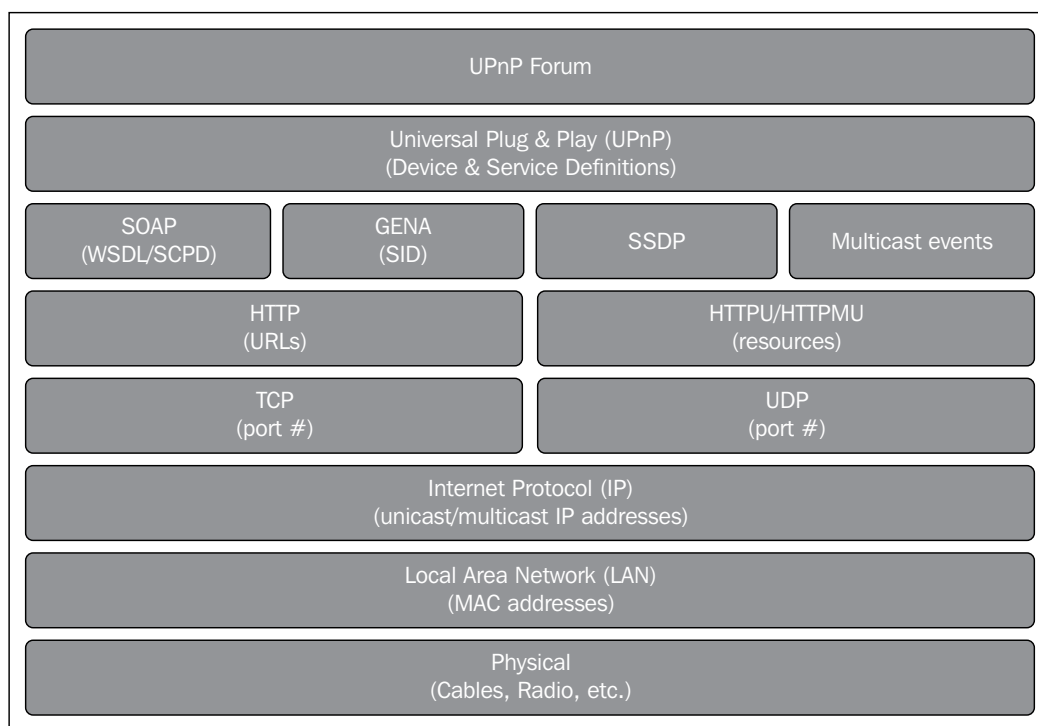 UPnP Forum
Universal Plug & Play (UPnP)
(Device & Service Definitions)
SOAP
(WSDL/SCPD)
GENA
(SID)
SSDP
Multicast events
HTTP
(URLs)
HTTPU/HTTPMU
(resources)
TCP
(port #)
UDP
(port #)
Internet Protocol (IP)
(unicast/multicast IP addresses)
Local Area Network (LAN)
(MAC addresses)
Physical
(Cables, Radio, etc.)